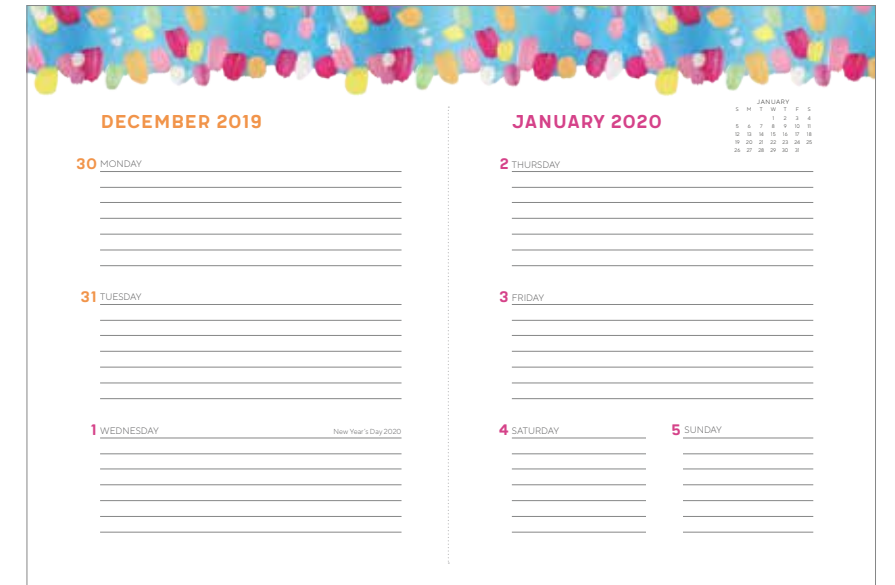 DECEMBER 2019
30 MONDAY
31 TUESDAY
1 WEDNESDAY New Year's Day 2020
JANUARY 2020
JANUARY
S M T W T F S
1 2 3 4
5 6 7 8 9 10 11
12 13 14 15 16 17 18
19 20 21 22 23 24 25
26 27 28 29 30 31
2 THURSDAY
3 FRIDAY
4 SATURDAY 5 SUNDAY